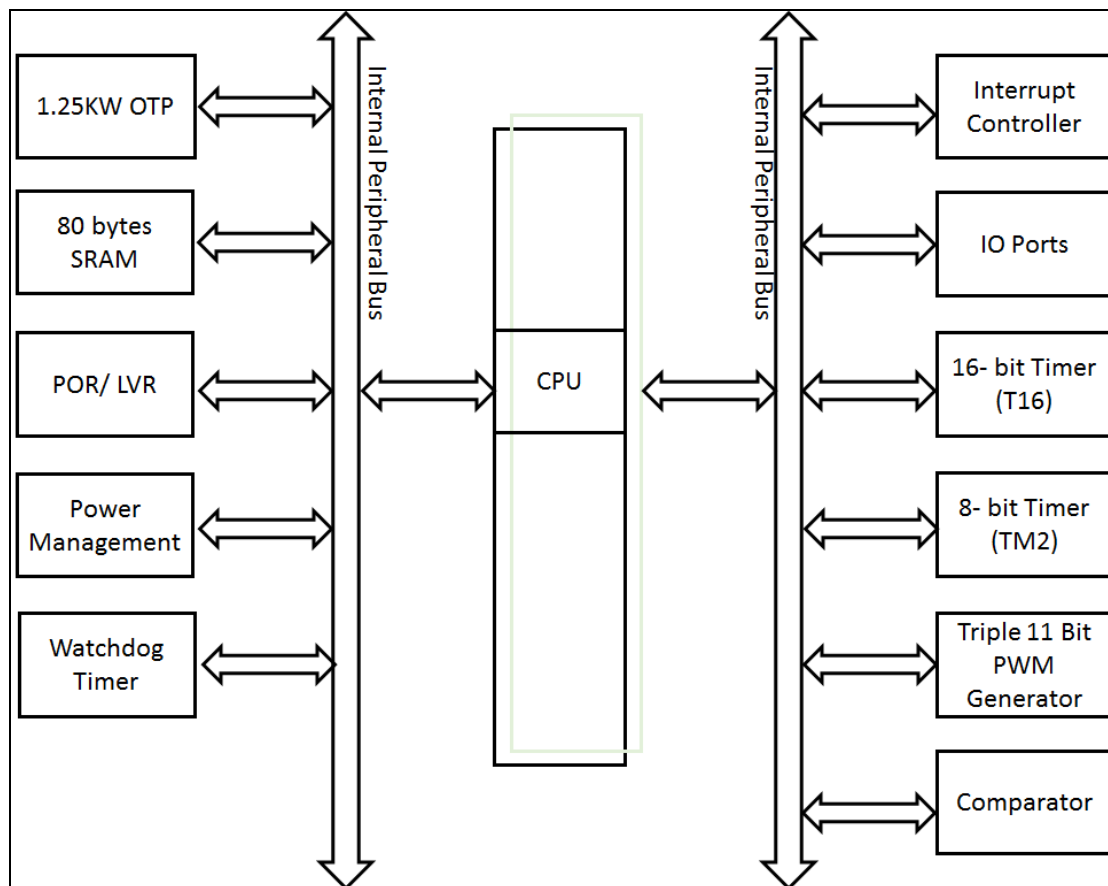 1.25KW OTP
80 bytes
SRAM
POR/ LVR
Power
Management
Watchdog
Timer
Internal Peripheral Bus
CPU
Internal Peripheral Bus
Interrupt
Controller
IO Ports
16- bit Timer
(T16)
8- bit Timer
(TM2)
Triple 11 Bit
PWM
Generator
Comparator